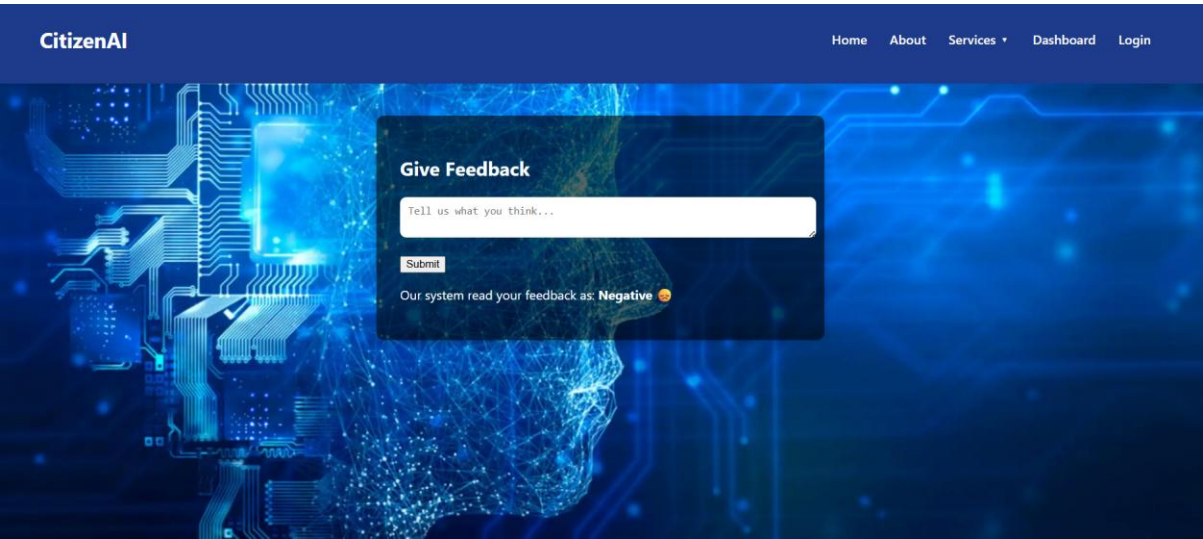 CitizenAI
Home About Services ▾ Dashboard Login
Give Feedback
Tell us what you think...
Submit
Our system read your feedback as: Negative 😡